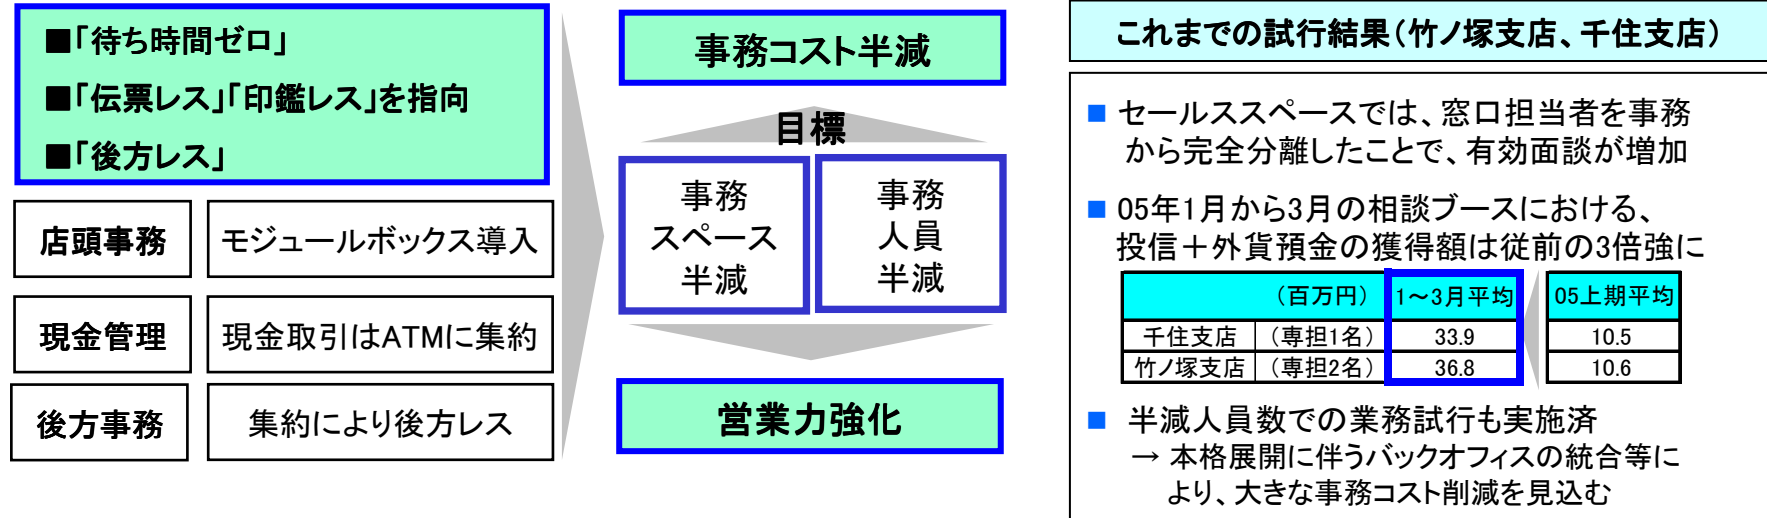 ■「待ち時間ゼロ」
■「伝票レス」「印鑑レス」を指向
■「後方レス」
店頭事務 モジュールボックス導入
現金管理 現金取引はATMに集約
後方事務 集約により後方レス
事務コスト半減
目標
事務
スペース
半減
事務
人員
半減
営業力強化
これまでの試行結果(竹ノ塚支店、千住支店)
■ セールススペースでは、窓口担当者を事務
から完全分離したことで、有効面談が増加
■ 05年1月から3月の相談ブースにおける、
投信＋外貨預金の獲得額は従前の3倍強に
(百万円) 1～3月平均 05上期平均
千住支店 (専担1名) 33.9 10.5
竹ノ塚支店 (専担2名) 36.8 10.6
■ 半減人員数での業務試行も実施済
→ 本格展開に伴うバックオフィスの統合等に
より、大きな事務コスト削減を見込む